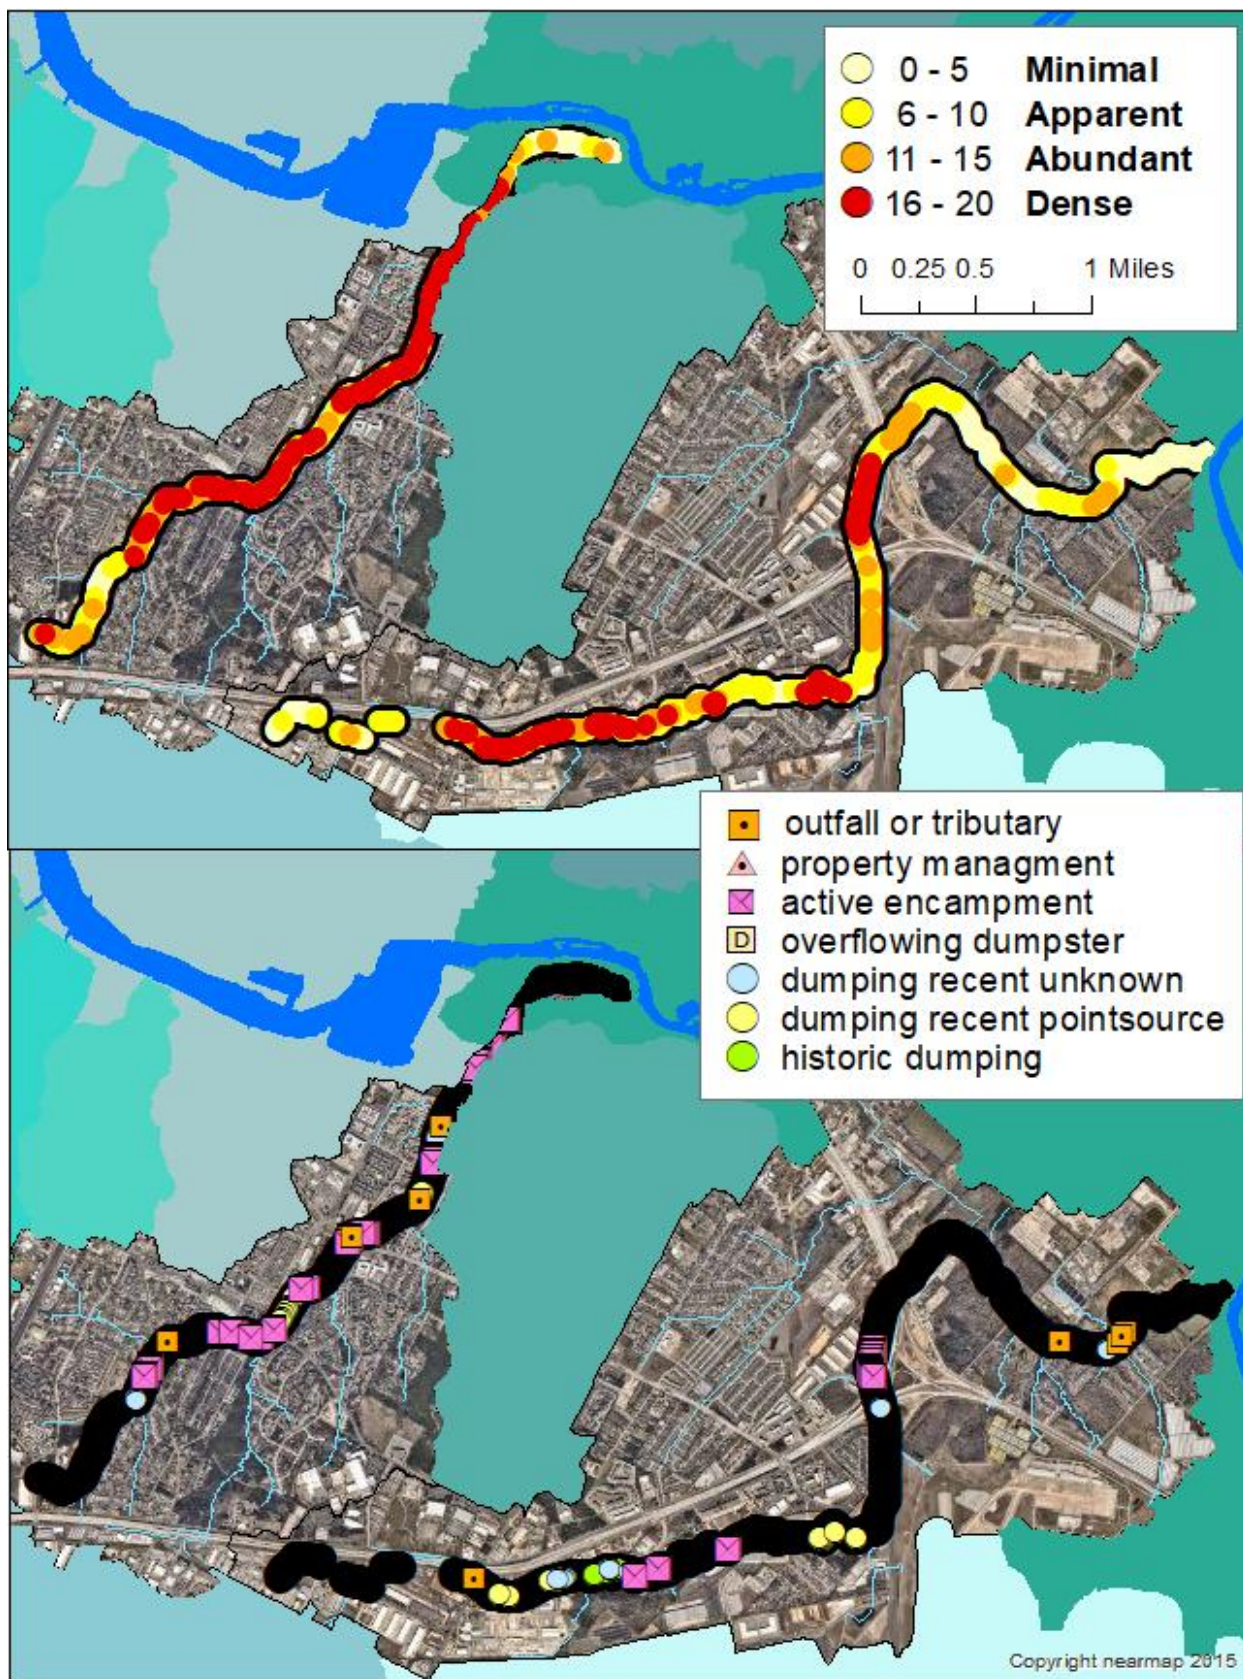 0 - 5 Minimal
6 - 10 Apparent
11 - 15 Abundant
16 - 20 Dense
0 0.25 0.5 1 Miles
outfall or tributary
property managment
active encampment
D overflowing dumpster
dumping recent unknown
dumping recent pointsource
historic dumping
Copyright nearmap 2015